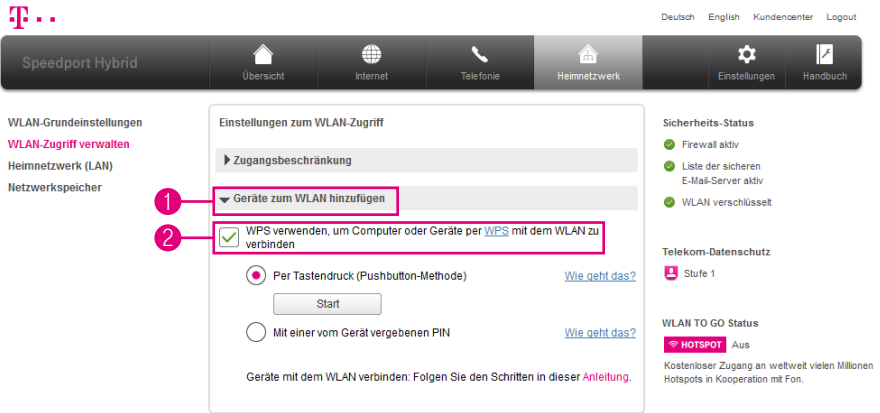 T
Deutsch English Kundencenter Logout
Speedport Hybrid
Übersicht
Internet
Telefonie
Heimnetzwerk
Einstellungen
Handbuch
WLAN-Grundeinstellungen
WLAN-Zugriff verwalten
Heimnetzwerk (LAN)
Netzwerkspeicher
Einstellungen zum WLAN-Zugriff
Zugangsbeschränkung
1
Geräte zum WLAN hinzufügen
2
WPS verwenden, um Computer oder Geräte per WPS mit dem WLAN zu
verbinden
Per Tastendruck (Pushbutton-Methode)
Wie geht das?
Start
Mit einer vom Gerät vergebenen PIN
Wie geht das?
Geräte mit dem WLAN verbinden: Folgen Sie den Schritten in dieser Anleitung.
Sicherheits-Status
Firewall aktiv
Liste der sicheren
E-Mail-Server aktiv
WLAN verschlüsselt
Telekom-Datenschutz
Stufe 1
WLAN TO GO Status
HOTSPOT Aus
Kostenloser Zugang an weltweit vielen Millionen
Hotspots in Kooperation mit Fon.